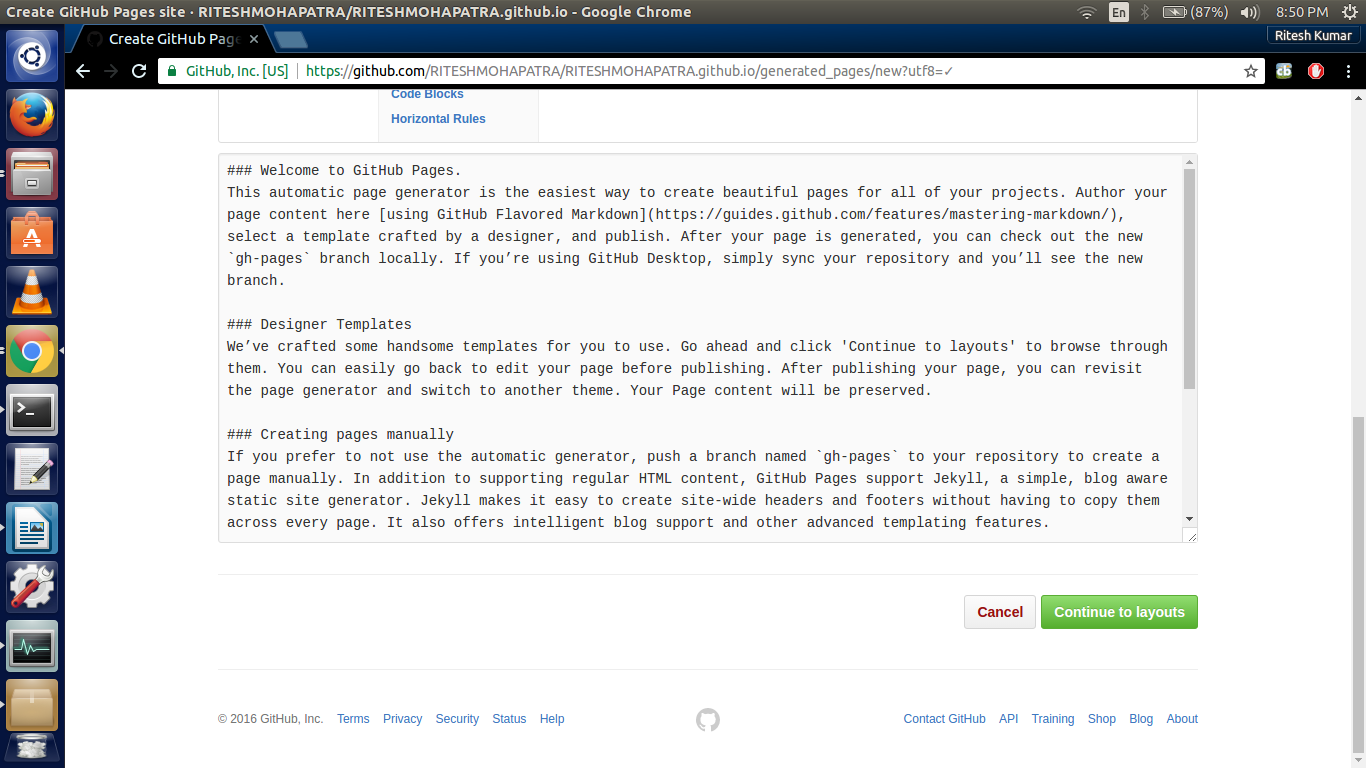 Create GitHub Pages site · RITESHMOHAPATRA/RITESHMOHAPATRA.github.io - Google Chrome
En
(87%)
8:50 PM
Create GitHub Pag
Ritesh Kumar
GitHub, Inc. [US]
https://github.com/RITESHMOHAPATRA/RITESHMOHAPATRA.github.io/generated_pages/new?utf8=✓
cb
Code Blocks
Horizontal Rules
### Welcome to GitHub Pages.
This automatic page generator is the easiest way to create beautiful pages for all of your projects. Author your
page content here [using GitHub Flavored Markdown](https://guides.github.com/features/mastering-markdown/),
select a template crafted by a designer, and publish. After your page is generated, you can check out the new
`gh-pages` branch locally. If you’re using GitHub Desktop, simply sync your repository and you’ll see the new
branch.
### Designer Templates
We’ve crafted some handsome templates for you to use. Go ahead and click 'Continue to layouts' to browse through
them. You can easily go back to edit your page before publishing. After publishing your page, you can revisit
the page generator and switch to another theme. Your Page content will be preserved.
### Creating pages manually
If you prefer to not use the automatic generator, push a branch named `gh-pages` to your repository to create a
page manually. In addition to supporting regular HTML content, GitHub Pages support Jekyll, a simple, blog aware
static site generator. Jekyll makes it easy to create site-wide headers and footers without having to copy them
across every page. It also offers intelligent blog support and other advanced templating features.
Cancel
Continue to layouts
© 2016 GitHub, Inc.
Terms
Privacy
Security
Status
Help
Contact GitHub
API
Training
Shop
Blog
About